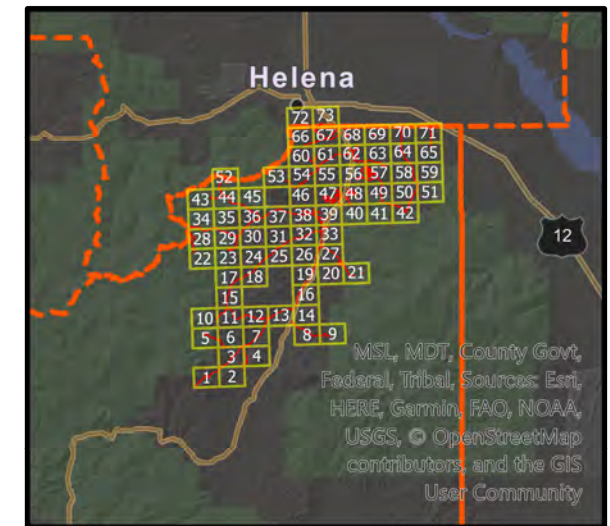 Helena
72 73
66 67 68 69 70 71
60 61 62 63 64 65
52 53 54 55 56 57 58 59
43 44 45 46 47 48 49 50 51
34 35 36 37 38 39 40 41 42
28 29 30 31 32 33
22 23 24 25 26 27
17 18 19 20 21
15 16
10 11 12 13 14
5 6 7 8 9
3 4
1 2
12
MSL, MDT, County Govt,
Federal, Tribal, Sources: Esri,
HERE, Garmin, FAO, NOAA,
USGS, © OpenStreetMap
contributors, and the GIS
User Community